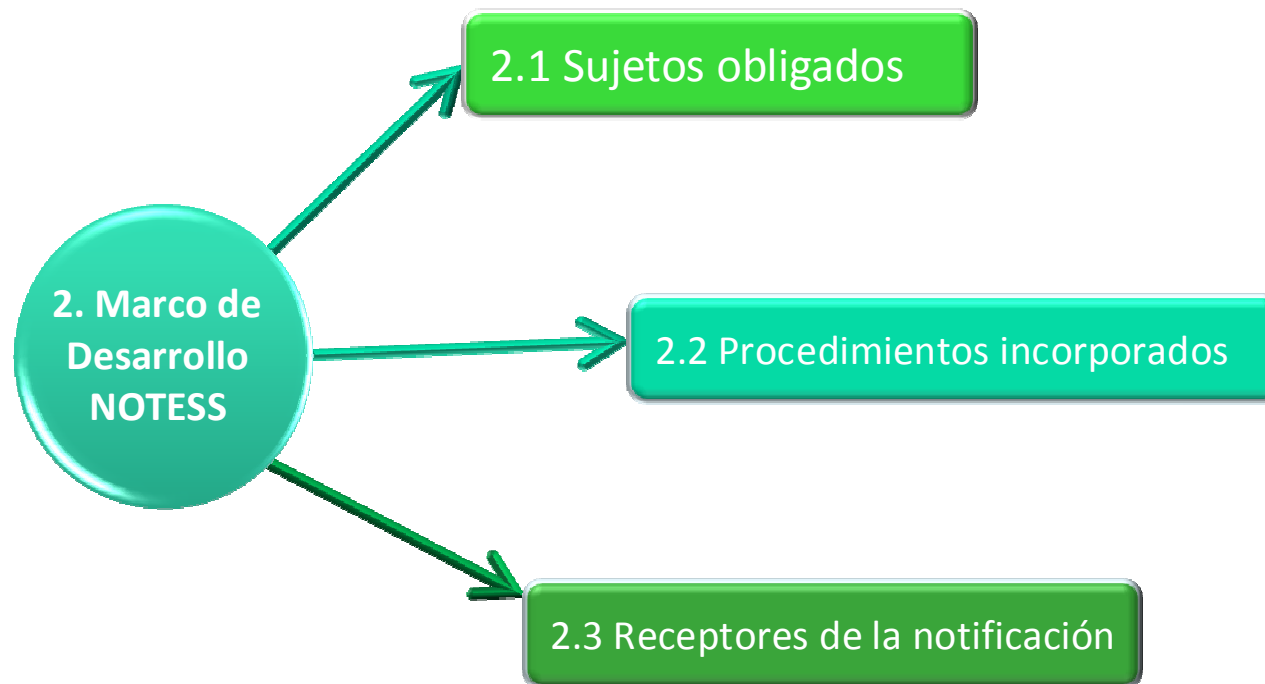 2.1 Sujetos obligados
2. Marco de
Desarrollo
NOTESS
2.2 Procedimientos incorporados
2.3 Receptores de la notificación